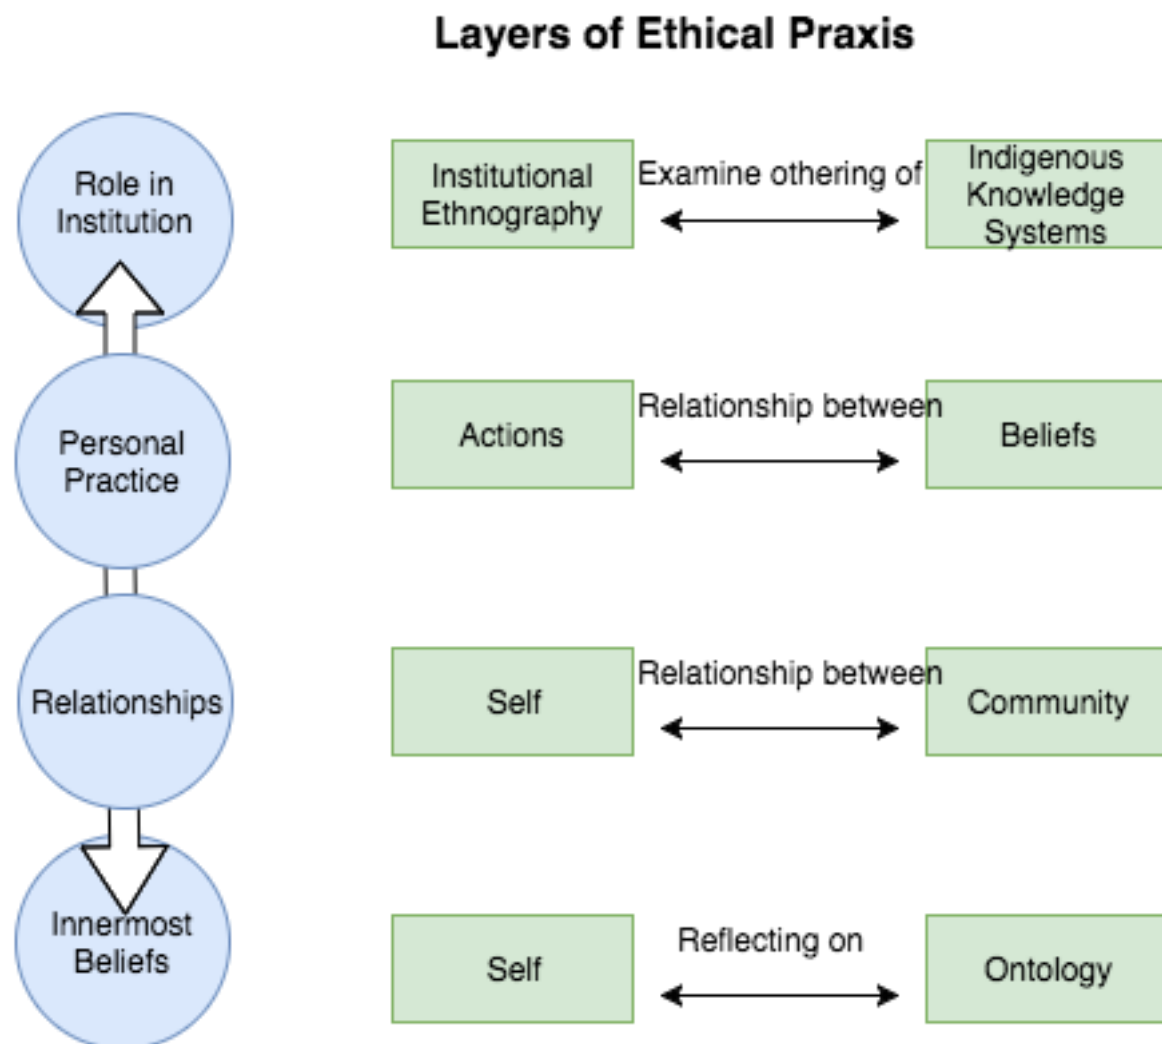 Layers of Ethical Praxis
Role in
Institution
Institutional
Ethnography
Examine othering of
Indigenous
Knowledge
Systems
Personal
Practice
Actions
Relationship between
Beliefs
Relationships
Self
Relationship between
Community
Innermost
Beliefs
Self
Reflecting on
Ontology